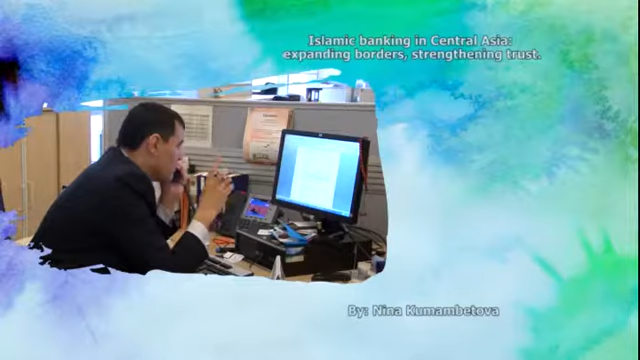 Islamic banking in Central Asia:
expanding borders, strengthening trust.
By: Nina Kumambetova